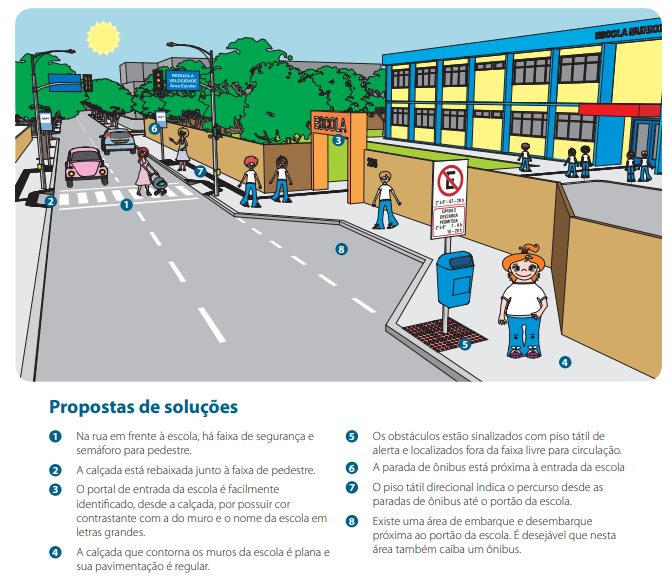 ESCOLA MUNICI
REDUZA A
VELOCIDADE
Área Escolar
ESCOLA
E
2ª a 6ª - 07 - 20 h
CARGA E
DESCARGA
PERMITIDA
1
2
3
4
5
6
7
8
Propostas de soluções
1 Na rua em frente à escola, há faixa de segurança e
semáforo para pedestre.
2 A calçada está rebaixada junto à faixa de pedestre.
3 O portal de entrada da escola é facilmente
identificado, desde a calçada, por possuir cor
contrastante com a do muro e o nome da escola em
letras grandes.
4 A calçada que contorna os muros da escola é plana e
sua pavimentação é regular.
5 Os obstáculos estão sinalizados com piso tátil de
alerta e localizados fora da faixa livre para circulação.
6 A parada de ônibus está próxima à entrada da escola
7 O piso tátil direcional indica o percurso desde as
paradas de ônibus até o portão da escola.
8 Existe uma área de embarque e desembarque
próxima ao portão da escola. É desejável que nesta
área também caiba um ônibus.